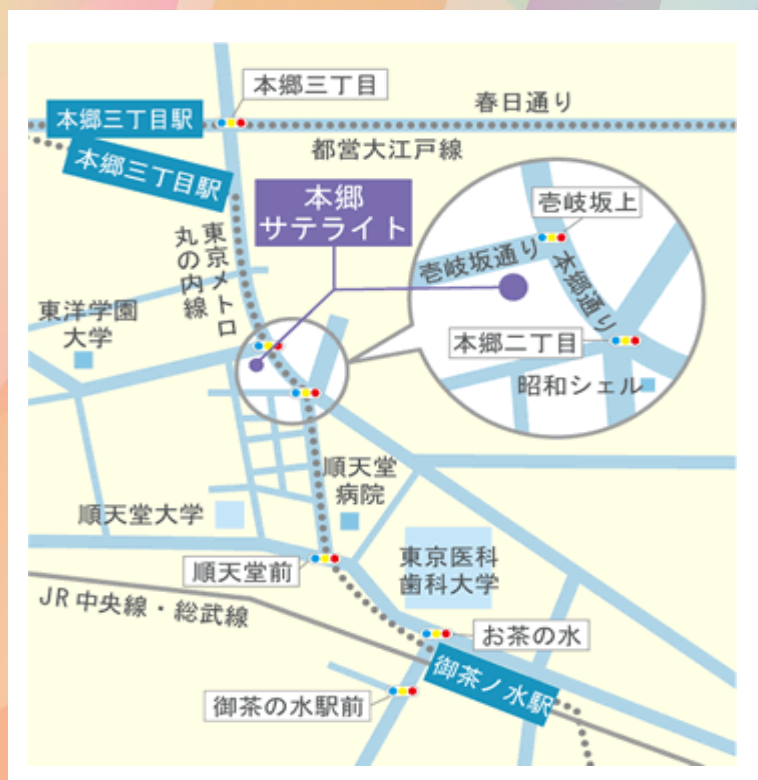 本郷三丁目
春日通り
本郷三丁目駅
都営大江戸線
本郷三丁目駅
本郷
サテライト
壱岐坂上
東京メトロ
丸の内線
壱岐坂通り
本郷通り
東洋学園
大学
本郷二丁目
昭和シェル
順天堂
病院
順天堂大学
順天堂前
東京医科
歯科大学
JR中央線・総武線
お茶の水
御茶ノ水駅
御茶の水駅前